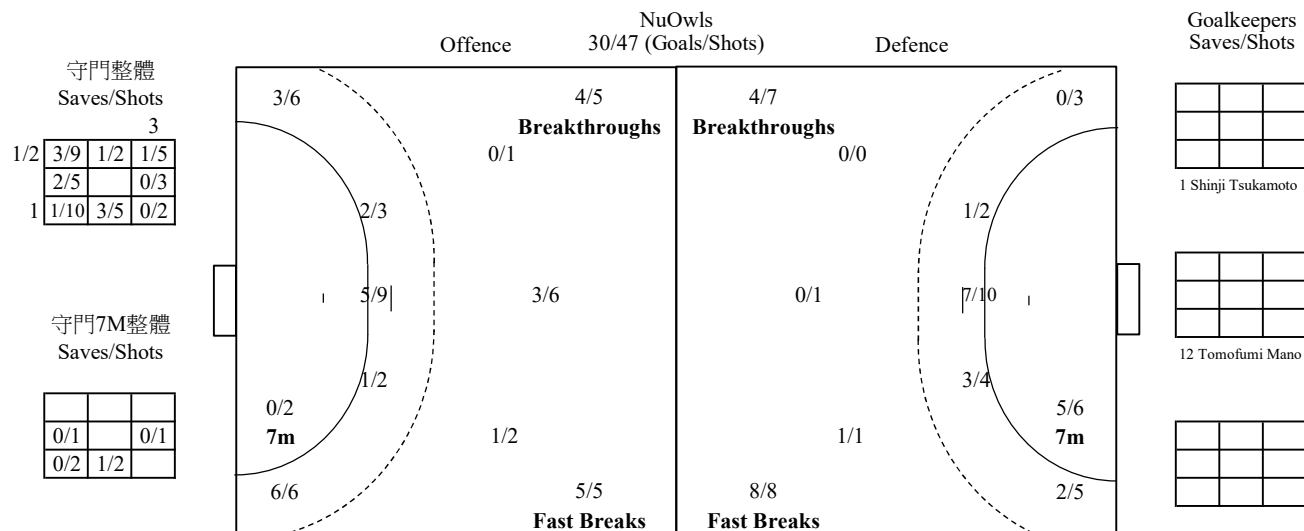 NuOwls
30/47 (Goals/Shots)
Offence
Defence
Goalkeepers
Saves/Shots
守門整體
Saves/Shots
3
1/2 3/9 1/2 1/5
2/5 0/3
1 1/10 3/5 0/2
守門7M整體
Saves/Shots
0/1 0/1
0/2 1/2
3/6
4/5
Breakthroughs
0/1
2/3
5/9
3/6
1/2
0/2
7m
1/2
6/6
5/5
Fast Breaks
4/7
Breakthroughs
0/3
0/0
1/2
0/1
7/10
3/4
5/6
7m
1/1
8/8
Fast Breaks
2/5
1 Shinji Tsukamoto
12 Tomofumi Mano